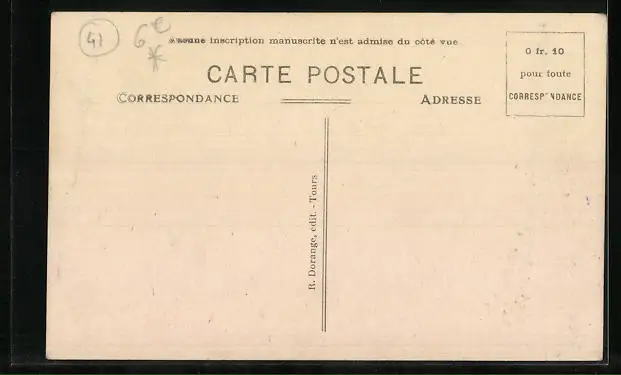 41
6€
*
Aucune inscription manuscrite n'est admise du côté vue
CARTE POSTALE
CORRESPONDANCE
ADRESSE
0 fr. 10
pour toute
CORRESPONDANCE
R. Dorange, édit. - Tours